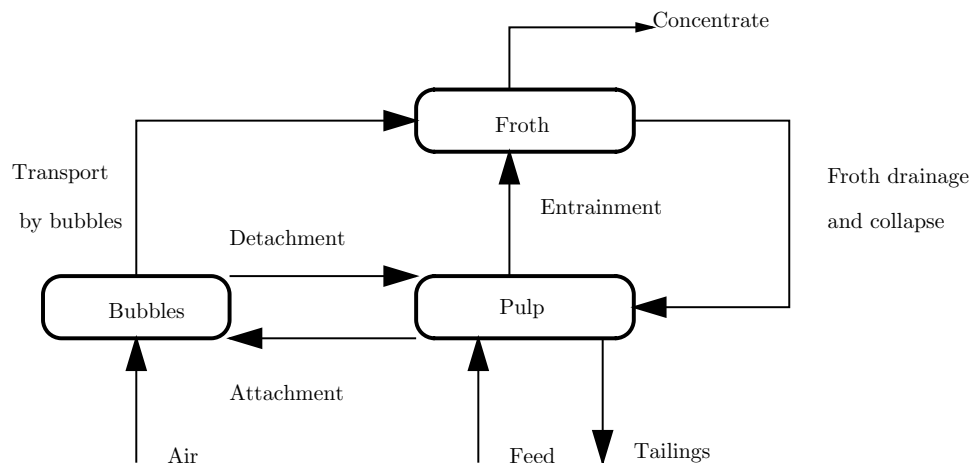 Concentrate
Froth
Transport
by bubbles
Froth drainage
and collapse
Entrainment
Detachment
Bubbles
Pulp
Attachment
Air
Feed
Tailings